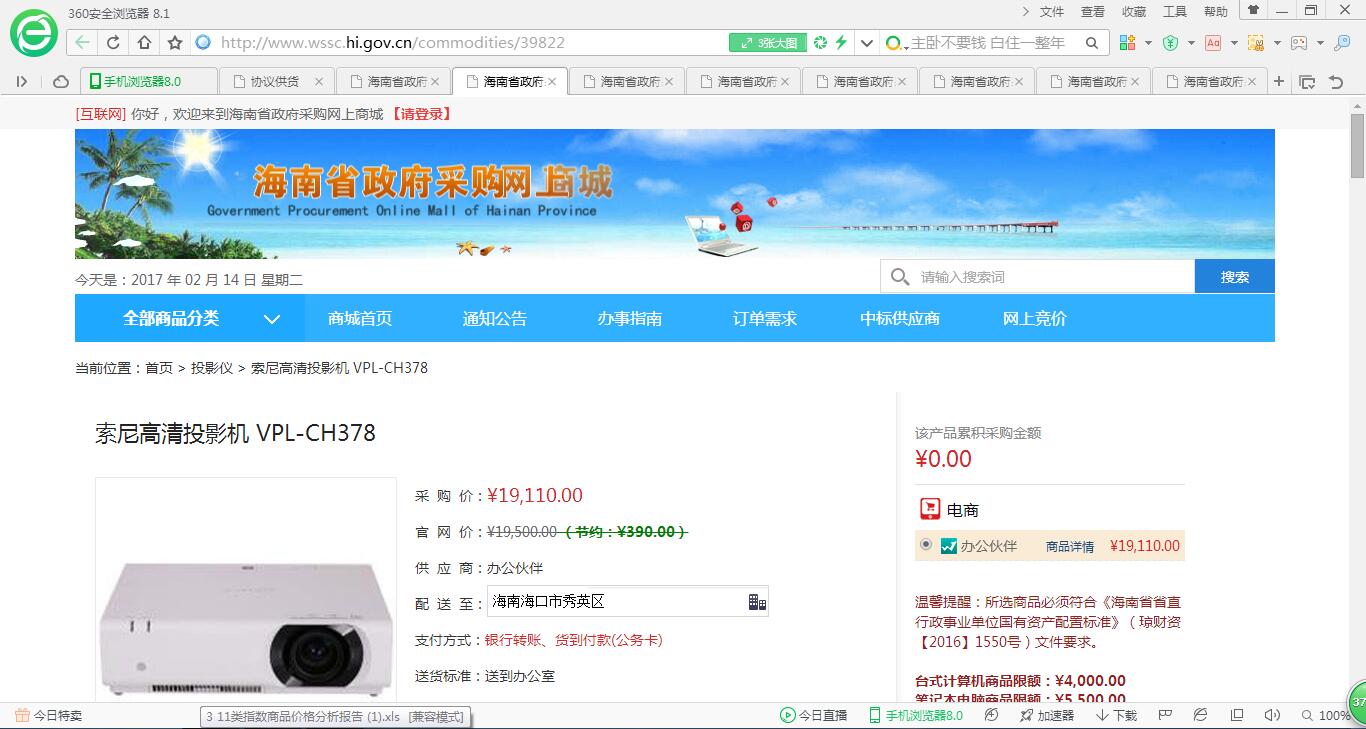 360安全浏览器 8.1
文件 查看 收藏 工具 帮助
http://www.wssc.hi.gov.cn/commodities/39822
3张大图
主卧不要钱 白住一整年
手机浏览器8.0
协议供货
海南省政府
海南省政府
海南省政府
海南省政府
海南省政府
海南省政府
海南省政府
海南省政府
[互联网] 你好，欢迎来到海南省政府采购网上商城 【请登录】
海南省政府采购网上商城
Government Procurement Online Mall of Hainan Province
今天是：2017 年 02 月 14 日 星期二
请输入搜索词
搜索
全部商品分类 商城首页 通知公告 办事指南 订单需求 中标供应商 网上竞价
当前位置：首页 > 投影仪 > 索尼高清投影机 VPL-CH378
索尼高清投影机 VPL-CH378
采 购 价：¥19,110.00
官 网 价：¥19,500.00（节约：¥390.00）
供 应 商：办公伙伴
配 送 至：海南海口市秀英区
支付方式：银行转账、货到付款(公务卡)
送货标准：送到办公室
该产品累积采购金额
¥0.00
电商
办公伙伴 商品详情 ¥19,110.00
温馨提醒：所选商品必须符合《海南省省直
行政事业单位国有资产配置标准》（琼财资
【2016】1550号）文件要求。
台式计算机商品限额：¥4,000.00
笔记本电脑商品限额：¥5,500.00
今日特卖
3 11类指数商品价格分析报告 (1).xls [兼容模式]
今日直播
手机浏览器8.0
加速器
下载
100%
37